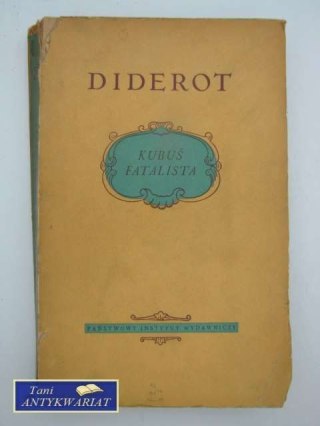 DIDEROT
KUBUŚ
FATALISTA
PAŃSTWOWY INSTYTUT WYDAWNICZY
Tani
ANTYKWARIAT